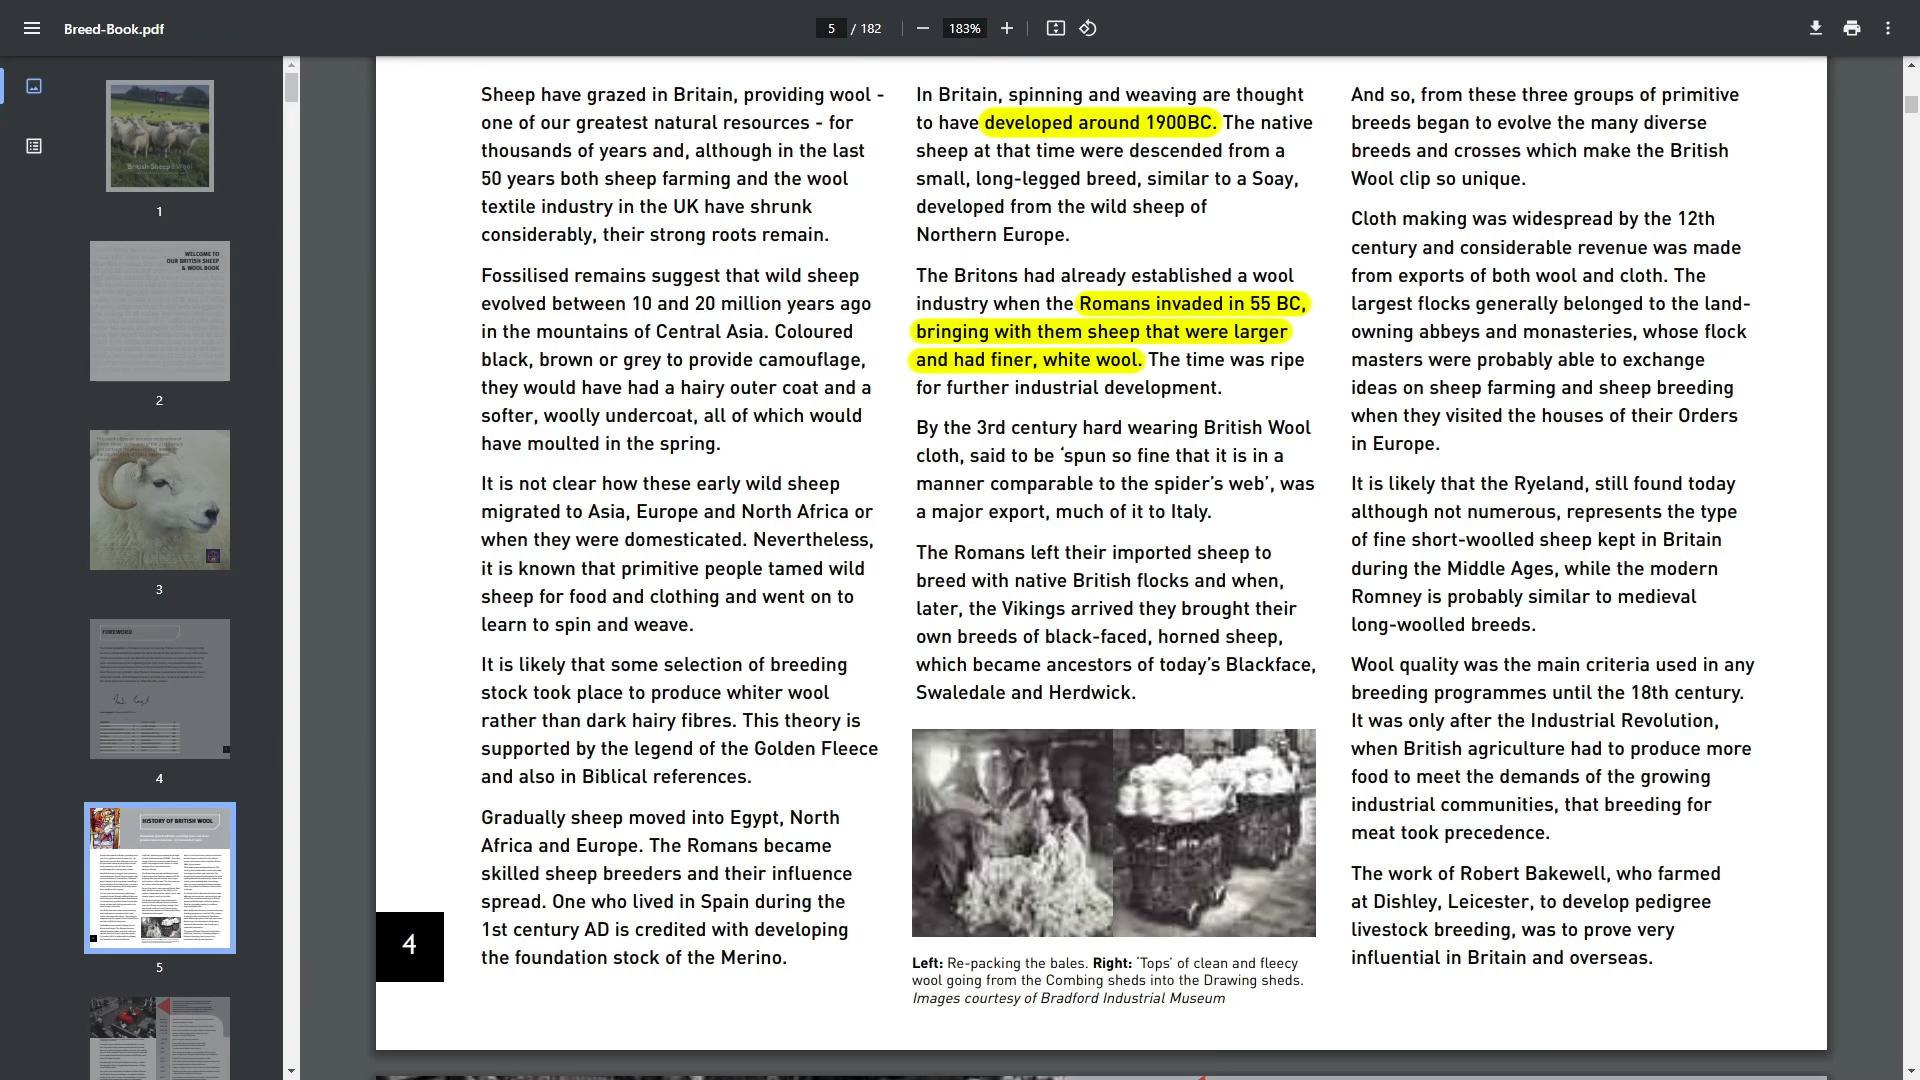 Breed-Book.pdf
5 / 182
183%
British Sheep & Wool
1
WELCOME TO
OUR BRITISH SHEEP
& WOOL BOOK
2
3
FOREWORD
4
HISTORY OF BRITISH WOOL
5
Sheep have grazed in Britain, providing wool -
one of our greatest natural resources - for
thousands of years and, although in the last
50 years both sheep farming and the wool
textile industry in the UK have shrunk
considerably, their strong roots remain.
Fossilised remains suggest that wild sheep
evolved between 10 and 20 million years ago
in the mountains of Central Asia. Coloured
black, brown or grey to provide camouflage,
they would have had a hairy outer coat and a
softer, woolly undercoat, all of which would
have moulted in the spring.
It is not clear how these early wild sheep
migrated to Asia, Europe and North Africa or
when they were domesticated. Nevertheless,
it is known that primitive people tamed wild
sheep for food and clothing and went on to
learn to spin and weave.
It is likely that some selection of breeding
stock took place to produce whiter wool
rather than dark hairy fibres. This theory is
supported by the legend of the Golden Fleece
and also in Biblical references.
Gradually sheep moved into Egypt, North
Africa and Europe. The Romans became
skilled sheep breeders and their influence
spread. One who lived in Spain during the
1st century AD is credited with developing
the foundation stock of the Merino.
4
In Britain, spinning and weaving are thought
to have developed around 1900BC. The native
sheep at that time were descended from a
small, long-legged breed, similar to a Soay,
developed from the wild sheep of
Northern Europe.
The Britons had already established a wool
industry when the Romans invaded in 55 BC,
bringing with them sheep that were larger
and had finer, white wool. The time was ripe
for further industrial development.
By the 3rd century hard wearing British Wool
cloth, said to be ‘spun so fine that it is in a
manner comparable to the spider’s web’, was
a major export, much of it to Italy.
The Romans left their imported sheep to
breed with native British flocks and when,
later, the Vikings arrived they brought their
own breeds of black-faced, horned sheep,
which became ancestors of today’s Blackface,
Swaledale and Herdwick.
Left: Re-packing the bales. Right: ‘Tops’ of clean and fleecy
wool going from the Combing sheds into the Drawing sheds.
Images courtesy of Bradford Industrial Museum
And so, from these three groups of primitive
breeds began to evolve the many diverse
breeds and crosses which make the British
Wool clip so unique.
Cloth making was widespread by the 12th
century and considerable revenue was made
from exports of both wool and cloth. The
largest flocks generally belonged to the land-
owning abbeys and monasteries, whose flock
masters were probably able to exchange
ideas on sheep farming and sheep breeding
when they visited the houses of their Orders
in Europe.
It is likely that the Ryeland, still found today
although not numerous, represents the type
of fine short-woolled sheep kept in Britain
during the Middle Ages, while the modern
Romney is probably similar to medieval
long-woolled breeds.
Wool quality was the main criteria used in any
breeding programmes until the 18th century.
It was only after the Industrial Revolution,
when British agriculture had to produce more
food to meet the demands of the growing
industrial communities, that breeding for
meat took precedence.
The work of Robert Bakewell, who farmed
at Dishley, Leicester, to develop pedigree
livestock breeding, was to prove very
influential in Britain and overseas.